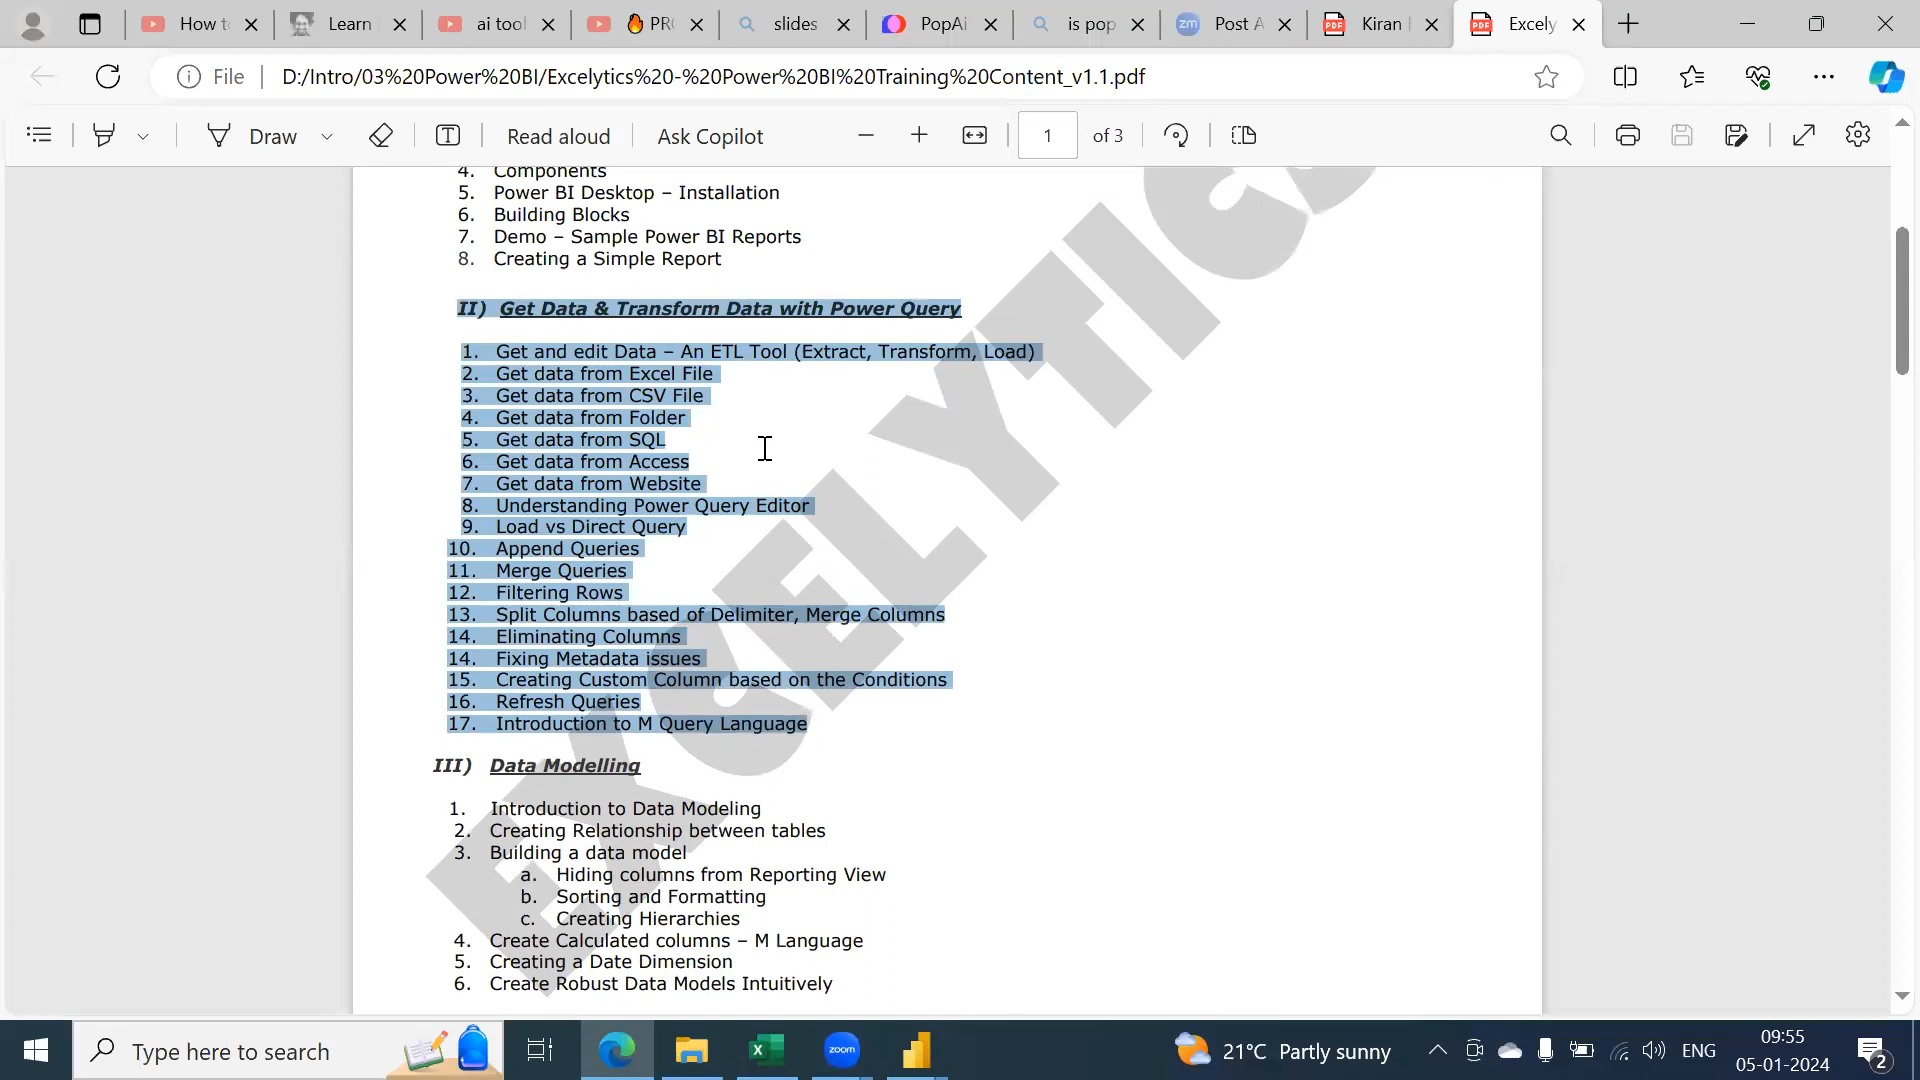 How t
Learn
ai tool
PR
slides
PopAi
is pop
zm
Post A
PDF
Kiran
PDF
Excely
File
D:/Intro/03%20Power%20BI/Excelytics%20-%20Power%20BI%20Training%20Content_v1.1.pdf
Draw
Read aloud
Ask Copilot
1
of 3
4. Components
5. Power BI Desktop – Installation
6. Building Blocks
7. Demo – Sample Power BI Reports
8. Creating a Simple Report
II) Get Data & Transform Data with Power Query
1. Get and edit Data – An ETL Tool (Extract, Transform, Load)
2. Get data from Excel File
3. Get data from CSV File
4. Get data from Folder
5. Get data from SQL
6. Get data from Access
7. Get data from Website
8. Understanding Power Query Editor
9. Load vs Direct Query
10. Append Queries
11. Merge Queries
12. Filtering Rows
13. Split Columns based of Delimiter, Merge Columns
14. Eliminating Columns
14. Fixing Metadata issues
15. Creating Custom Column based on the Conditions
16. Refresh Queries
17. Introduction to M Query Language
III) Data Modelling
1. Introduction to Data Modeling
2. Creating Relationship between tables
3. Building a data model
a. Hiding columns from Reporting View
b. Sorting and Formatting
c. Creating Hierarchies
4. Create Calculated columns – M Language
5. Creating a Date Dimension
6. Create Robust Data Models Intuitively
EXCELYTICS
Type here to search
zoom
21°C Partly sunny
ENG
09:55
05-01-2024
2